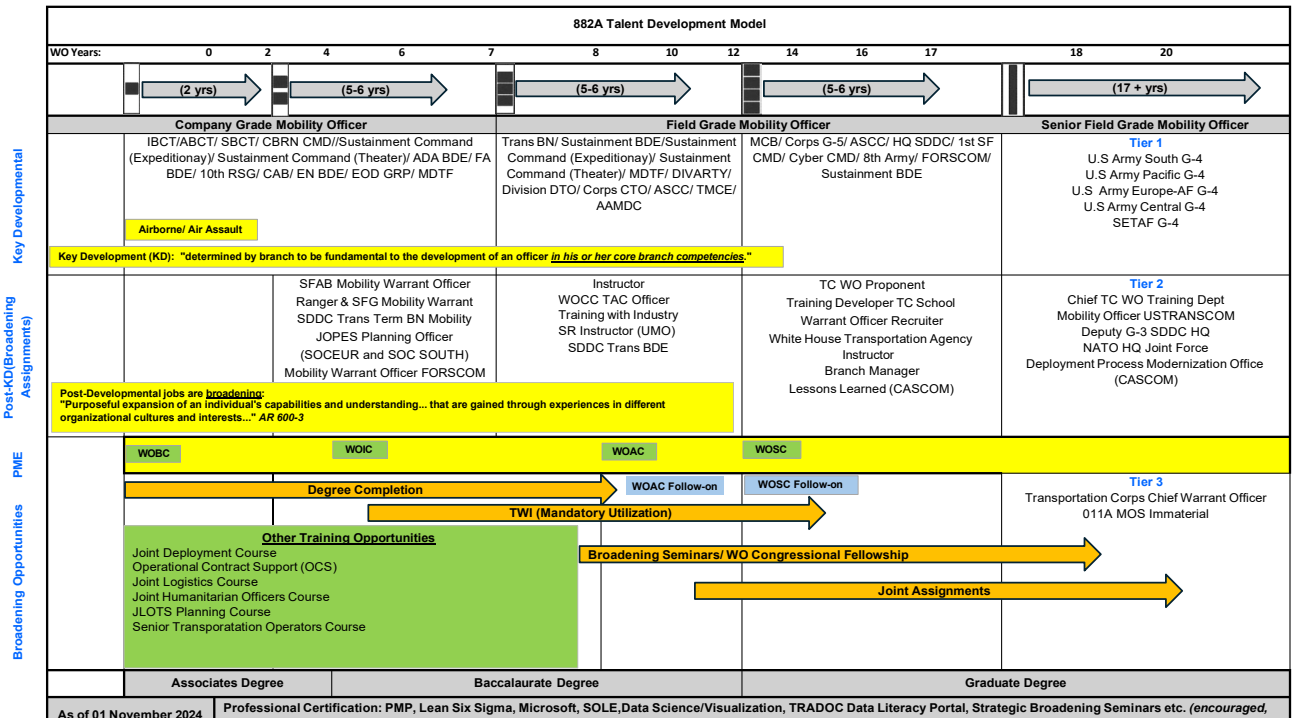 882A Talent Development Model
WO Years: 0 2 4 6 7 8 10 12 14 16 17 18 20
(2 yrs) (5-6 yrs) (5-6 yrs) (5-6 yrs) (17 + yrs)
Company Grade Mobility Officer Field Grade Mobility Officer Senior Field Grade Mobility Officer
Key Developmental
IBCT/ABCT/ SBCT/ CBRN CMD//Sustainment Command
(Expeditionay)/ Sustainment Command (Theater)/ ADA BDE/ FA
BDE/ 10th RSG/ CAB/ EN BDE/ EOD GRP/ MDTF
Airborne/ Air Assault
Trans BN/ Sustainment BDE/Sustainment
Command (Expeditionay)/ Sustainment
Command (Theater)/ MDTF/ DIVARTY/
Division DTO/ Corps CTO/ ASCC/ TMCE/
AAMDC
MCB/ Corps G-5/ ASCC/ HQ SDDC/ 1st SF
CMD/ Cyber CMD/ 8th Army/ FORSCOM/
Sustainment BDE
Tier 1
U.S Army South G-4
U.S Army Pacific G-4
U.S Army Europe-AF G-4
U.S Army Central G-4
SETAF G-4
Key Development (KD): "determined by branch to be fundamental to the development of an officer in his or her core branch competencies."
Post-KD(Broadening
Assignments)
SFAB Mobility Warrant Officer
Ranger & SFG Mobility Warrant
SDDC Trans Term BN Mobility
JOPES Planning Officer
(SOCEUR and SOC SOUTH)
Mobility Warrant Officer FORSCOM
Instructor
WOCC TAC Officer
Training with Industry
SR Instructor (UMO)
SDDC Trans BDE
TC WO Proponent
Training Developer TC School
Warrant Officer Recruiter
White House Transportation Agency
Instructor
Branch Manager
Lessons Learned (CASCOM)
Tier 2
Chief TC WO Training Dept
Mobility Officer USTRANSCOM
Deputy G-3 SDDC HQ
NATO HQ Joint Force
Deployment Process Modernization Office
(CASCOM)
Post-Developmental jobs are broadening:
"Purposeful expansion of an individual's capabilities and understanding... that are gained through experiences in different
organizational cultures and interests..." AR 600-3
PME
WOBC WOIC WOAC WOSC
Broadening Opportunities
Degree Completion
WOAC Follow-on WOSC Follow-on
TWI (Mandatory Utilization)
Tier 3
Transportation Corps Chief Warrant Officer
011A MOS Immaterial
Other Training Opportunities
Joint Deployment Course
Operational Contract Support (OCS)
Joint Logistics Course
Joint Humanitarian Officers Course
JLOTS Planning Course
Senior Transporatation Operators Course
Broadening Seminars/ WO Congressional Fellowship
Joint Assignments
Associates Degree Baccalaurate Degree Graduate Degree
As of 01 November 2024
Professional Certification: PMP, Lean Six Sigma, Microsoft, SOLE,Data Science/Visualization, TRADOC Data Literacy Portal, Strategic Broadening Seminars etc. (encouraged,